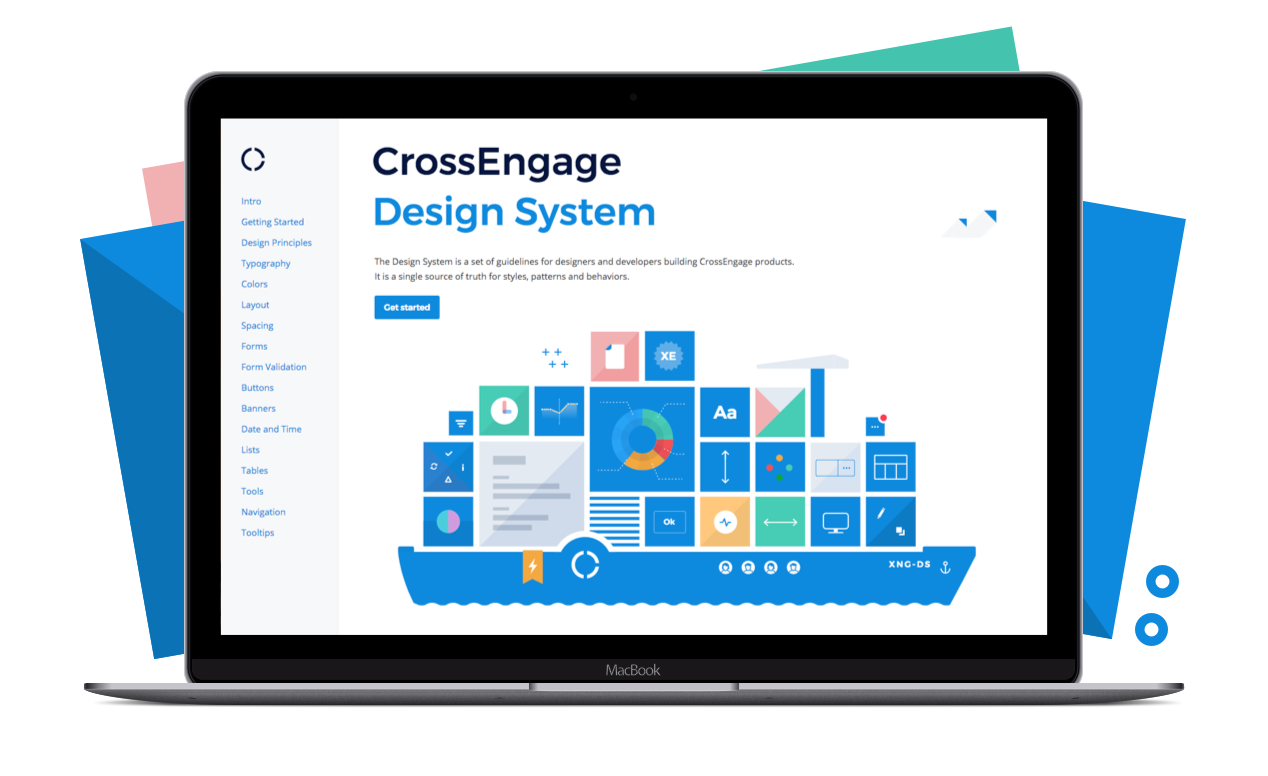 CrossEngage
Design System
Intro
Getting Started
Design Principles
Typography
Colors
Layout
Spacing
Forms
Form Validation
Buttons
Banners
Date and Time
Lists
Tables
Tools
Navigation
Tooltips
The Design System is a set of guidelines for designers and developers building CrossEngage products.
It is a single source of truth for styles, patterns and behaviors.
Get started
XE
Aa
i
Ok
XNG-DS
MacBook